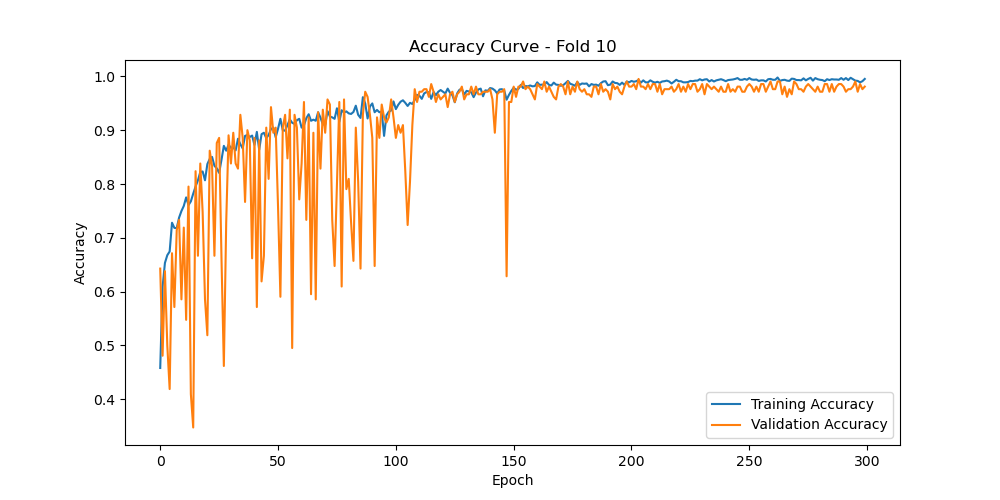 Accuracy Curve - Fold 10
1.0
0.9
0.8
0.7
0.6
0.5
0.4
Accuracy
0
50
100
150
200
250
300
Epoch
Training Accuracy
Validation Accuracy